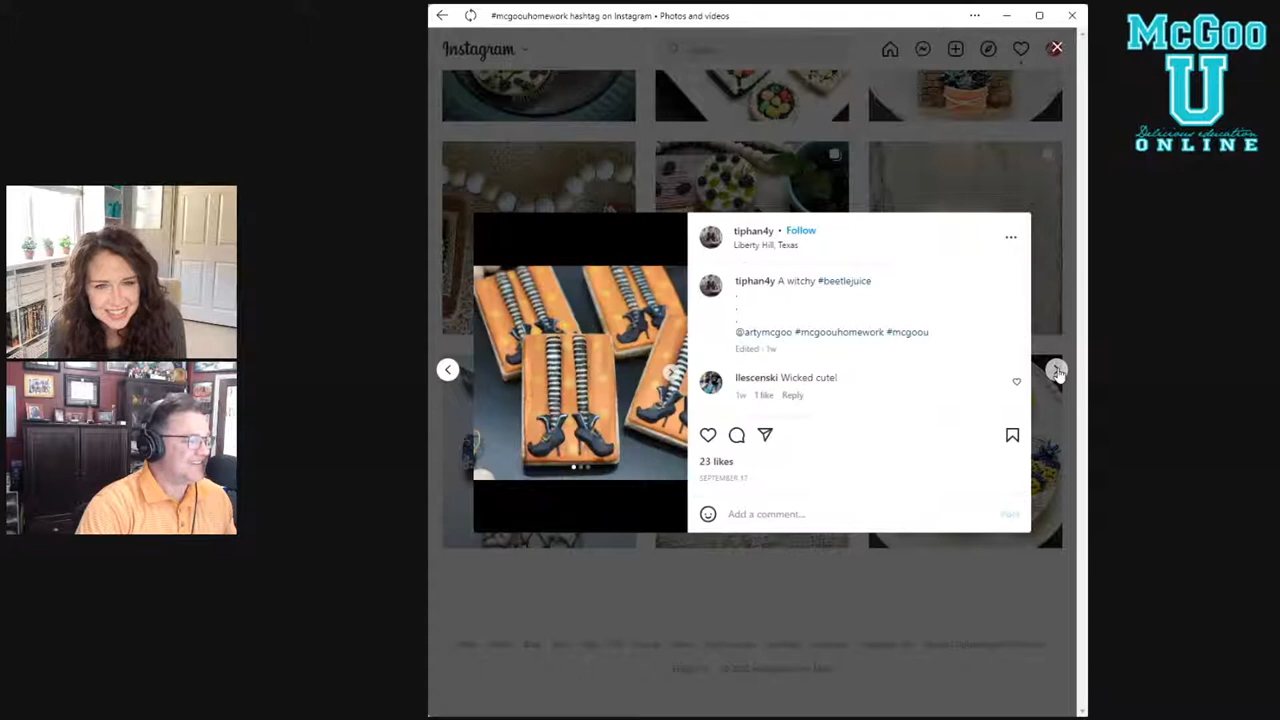 #mcgoouhomework hashtag on Instagram • Photos and videos
McGoo
U
Delicious education
ONLINE
Instagram
tiphan4y • Follow
Liberty Hill, Texas
tiphan4y A witchy #beetlejuice
.
.
.
@artymcgoo #mcgoouhomework #mcgoou
Edited · 1w
llescenski Wicked cute!
1w 1 like Reply
23 likes
SEPTEMBER 17
Add a comment...
Post